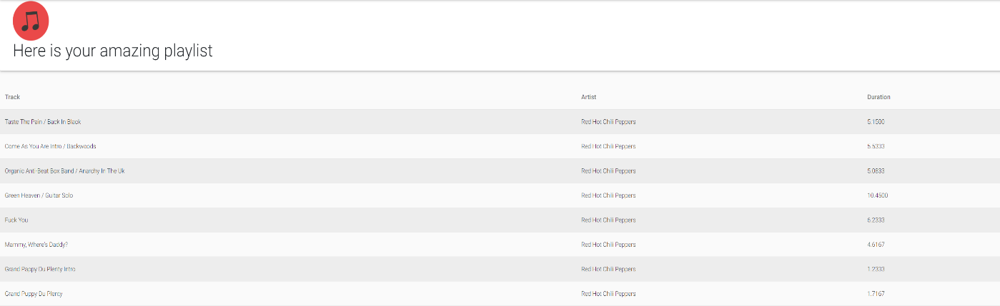 Here is your amazing playlist
Track Artist Duration
Taste The Pain / Back In Black Red Hot Chili Peppers 5.1500
Come As You Are Intro / Backwoods Red Hot Chili Peppers 5.5333
Organic Anti-Beat Box Band / Anarchy In The Uk Red Hot Chili Peppers 5.0833
Green Heaven / Guitar Solo Red Hot Chili Peppers 10.4500
Fuck You Red Hot Chili Peppers 6.2333
Mammy, Where's Daddy? Red Hot Chili Peppers 4.6167
Grand Pappy Du Plenty Intro Red Hot Chili Peppers 1.2333
Grand Puppy Du Plenty Red Hot Chili Peppers 1.7167